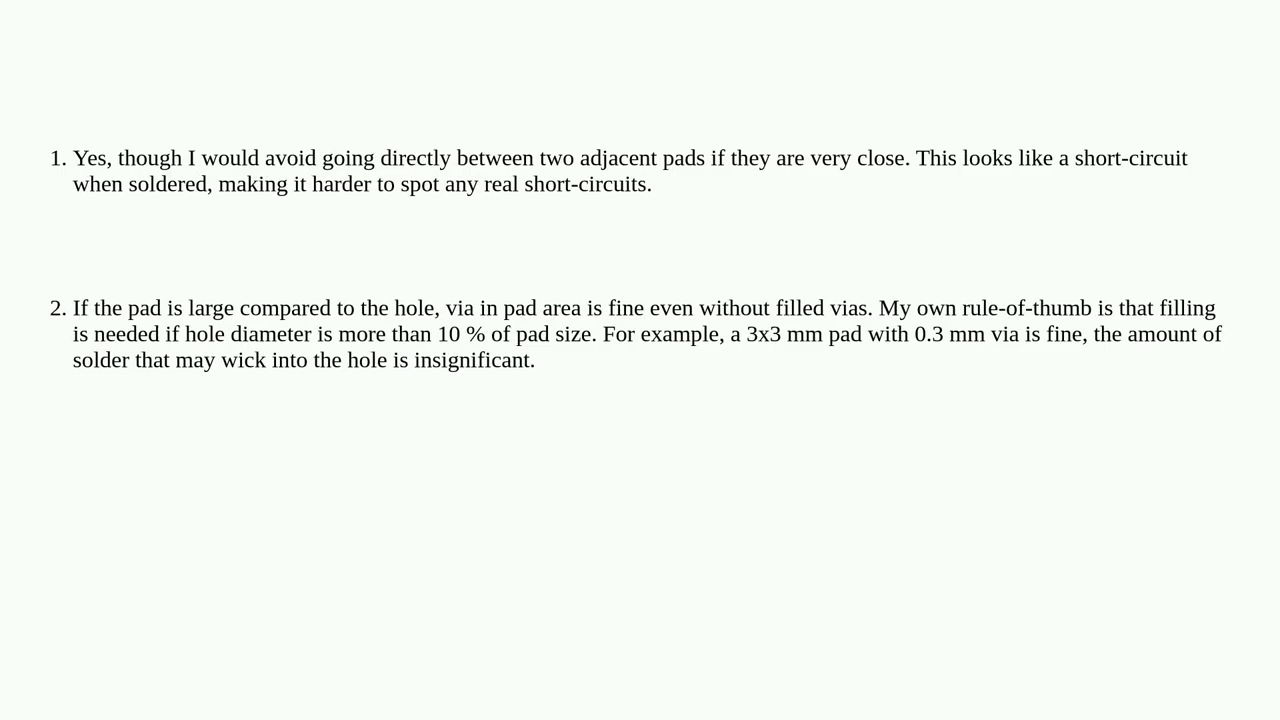 1. Yes, though I would avoid going directly between two adjacent pads if they are very close. This looks like a short-circuit
when soldered, making it harder to spot any real short-circuits.
2. If the pad is large compared to the hole, via in pad area is fine even without filled vias. My own rule-of-thumb is that filling
is needed if hole diameter is more than 10 % of pad size. For example, a 3x3 mm pad with 0.3 mm via is fine, the amount of
solder that may wick into the hole is insignificant.